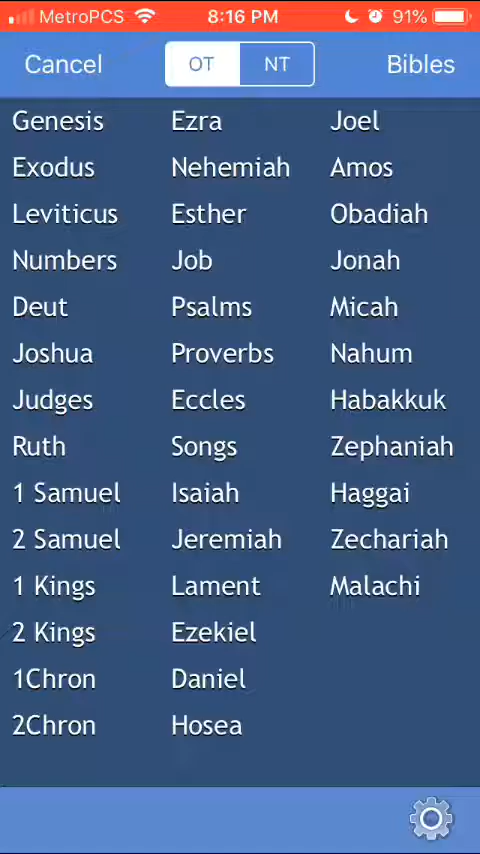 MetroPCS 8:16 PM 91%
Cancel OT NT Bibles
Genesis Ezra Joel
Exodus Nehemiah Amos
Leviticus Esther Obadiah
Numbers Job Jonah
Deut Psalms Micah
Joshua Proverbs Nahum
Judges Eccles Habakkuk
Ruth Songs Zephaniah
1 Samuel Isaiah Haggai
2 Samuel Jeremiah Zechariah
1 Kings Lament Malachi
2 Kings Ezekiel
1Chron Daniel
2Chron Hosea